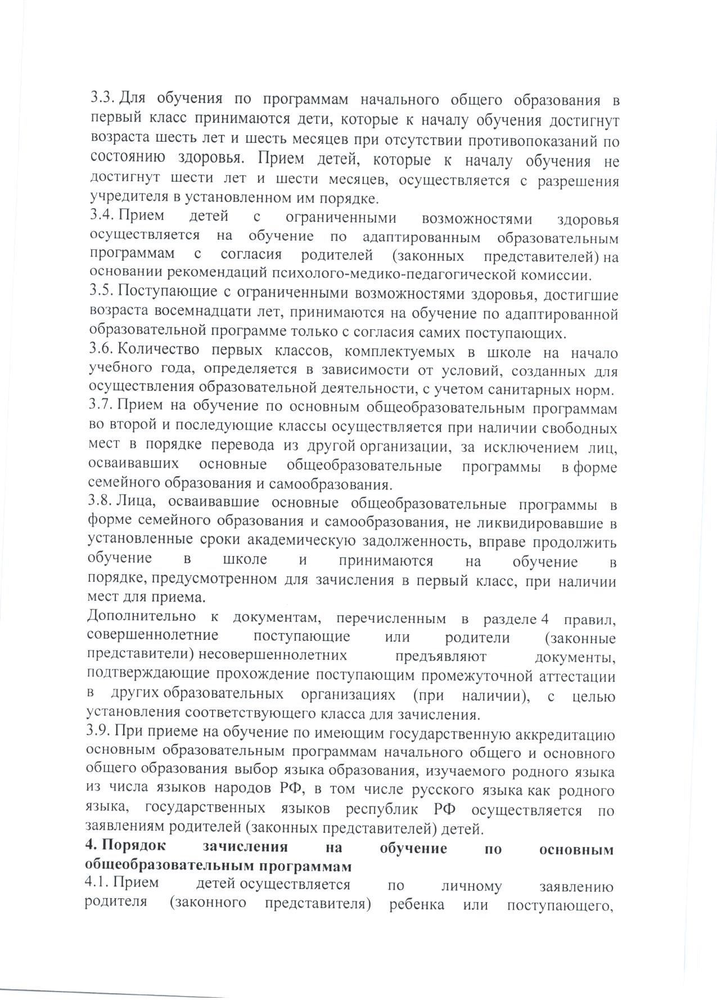 3.3. Для обучения по программам начального общего образования в
первый класс принимаются дети, которые к началу обучения достигнут
возраста шесть лет и шесть месяцев при отсутствии противопоказаний по
состоянию здоровья. Прием детей, которые к началу обучения не
достигнут шести лет и шести месяцев, осуществляется с разрешения
учредителя в установленном им порядке.
3.4. Прием детей с ограниченными возможностями здоровья
осуществляется на обучение по адаптированным образовательным
программам с согласия родителей (законных представителей) на
основании рекомендаций психолого-медико-педагогической комиссии.
3.5. Поступающие с ограниченными возможностями здоровья, достигшие
возраста восемнадцати лет, принимаются на обучение по адаптированной
образовательной программе только с согласия самих поступающих.
3.6. Количество первых классов, комплектуемых в школе на начало
учебного года, определяется в зависимости от условий, созданных для
осуществления образовательной деятельности, с учетом санитарных норм.
3.7. Прием на обучение по основным общеобразовательным программам
во второй и последующие классы осуществляется при наличии свободных
мест в порядке перевода из другой организации, за исключением лиц,
осваивавших основные общеобразовательные программы в форме
семейного образования и самообразования.
3.8. Лица, осваивавшие основные общеобразовательные программы в
форме семейного образования и самообразования, не ликвидировавшие в
установленные сроки академическую задолженность, вправе продолжить
обучение в школе и принимаются на обучение в
порядке, предусмотренном для зачисления в первый класс, при наличии
мест для приема.
Дополнительно к документам, перечисленным в разделе 4 правил,
совершеннолетние поступающие или родители (законные
представители) несовершеннолетних предъявляют документы,
подтверждающие прохождение поступающим промежуточной аттестации
в других образовательных организациях (при наличии), с целью
установления соответствующего класса для зачисления.
3.9. При приеме на обучение по имеющим государственную аккредитацию
основным образовательным программам начального общего и основного
общего образования выбор языка образования, изучаемого родного языка
из числа языков народов РФ, в том числе русского языка как родного
языка, государственных языков республик РФ осуществляется по
заявлениям родителей (законных представителей) детей.
4. Порядок зачисления на обучение по основным
общеобразовательным программам
4.1. Прием детей осуществляется по личному заявлению
родителя (законного представителя) ребенка или поступающего,